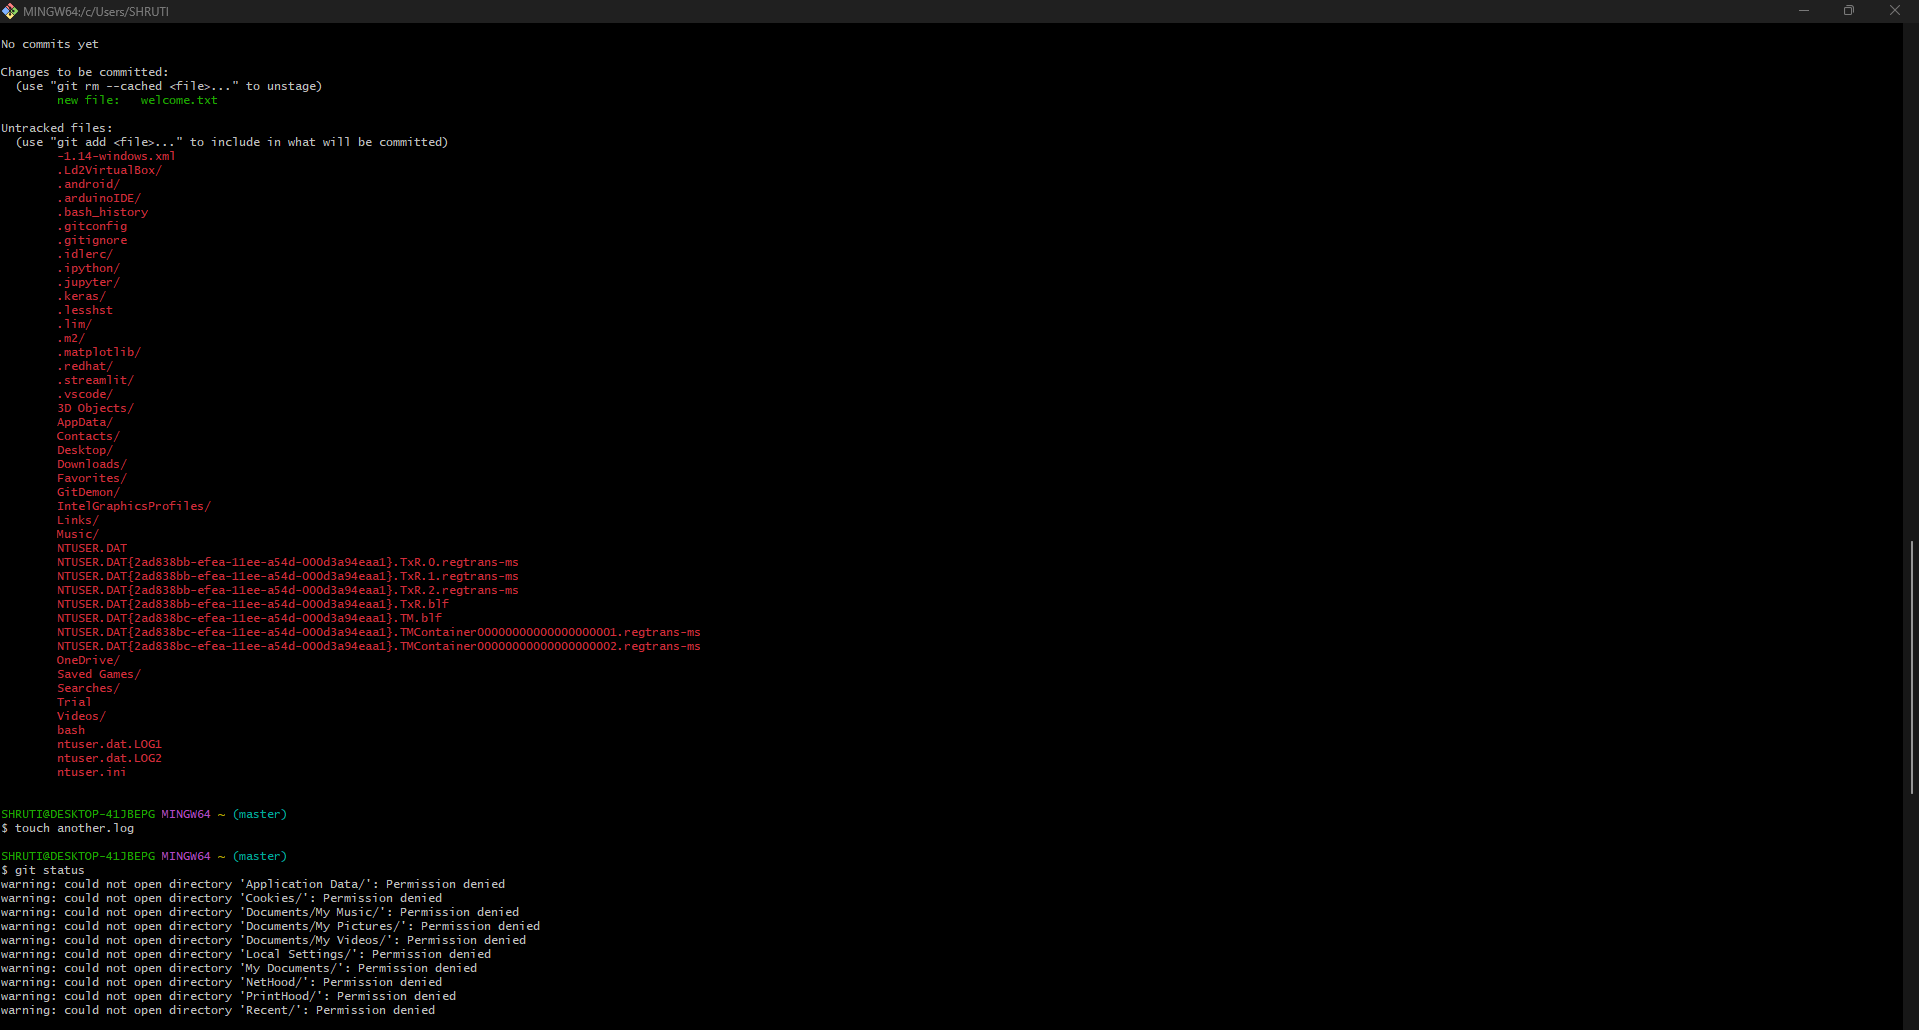 MINGW64:/c/Users/SHRUTI
No commits yet
Changes to be committed:
  (use "git rm --cached <file>..." to unstage)
        new file:   welcome.txt
Untracked files:
  (use "git add <file>..." to include in what will be committed)
        -1.14-windows.xml
        .Ld2VirtualBox/
        .android/
        .arduinoIDE/
        .bash_history
        .gitconfig
        .gitignore
        .idlerc/
        .ipython/
        .jupyter/
        .keras/
        .lesshst
        .lim/
        .m2/
        .matplotlib/
        .redhat/
        .streamlit/
        .vscode/
        3D Objects/
        AppData/
        Contacts/
        Desktop/
        Downloads/
        Favorites/
        GitDemon/
        IntelGraphicsProfiles/
        Links/
        Music/
        NTUSER.DAT
        NTUSER.DAT{2ad838bb-efea-11ee-a54d-000d3a94eaa1}.TxR.0.regtrans-ms
        NTUSER.DAT{2ad838bb-efea-11ee-a54d-000d3a94eaa1}.TxR.1.regtrans-ms
        NTUSER.DAT{2ad838bb-efea-11ee-a54d-000d3a94eaa1}.TxR.2.regtrans-ms
        NTUSER.DAT{2ad838bb-efea-11ee-a54d-000d3a94eaa1}.TxR.blf
        NTUSER.DAT{2ad838bc-efea-11ee-a54d-000d3a94eaa1}.TM.blf
        NTUSER.DAT{2ad838bc-efea-11ee-a54d-000d3a94eaa1}.TMContainer00000000000000000001.regtrans-ms
        NTUSER.DAT{2ad838bc-efea-11ee-a54d-000d3a94eaa1}.TMContainer00000000000000000002.regtrans-ms
        OneDrive/
        Saved Games/
        Searches/
        Trial
        Videos/
        bash
        ntuser.dat.LOG1
        ntuser.dat.LOG2
        ntuser.ini
SHRUTI@DESKTOP-41JBEPG MINGW64 ~ (master)
$ touch another.log
SHRUTI@DESKTOP-41JBEPG MINGW64 ~ (master)
$ git status
warning: could not open directory 'Application Data/': Permission denied
warning: could not open directory 'Cookies/': Permission denied
warning: could not open directory 'Documents/My Music/': Permission denied
warning: could not open directory 'Documents/My Pictures/': Permission denied
warning: could not open directory 'Documents/My Videos/': Permission denied
warning: could not open directory 'Local Settings/': Permission denied
warning: could not open directory 'My Documents/': Permission denied
warning: could not open directory 'NetHood/': Permission denied
warning: could not open directory 'PrintHood/': Permission denied
warning: could not open directory 'Recent/': Permission denied